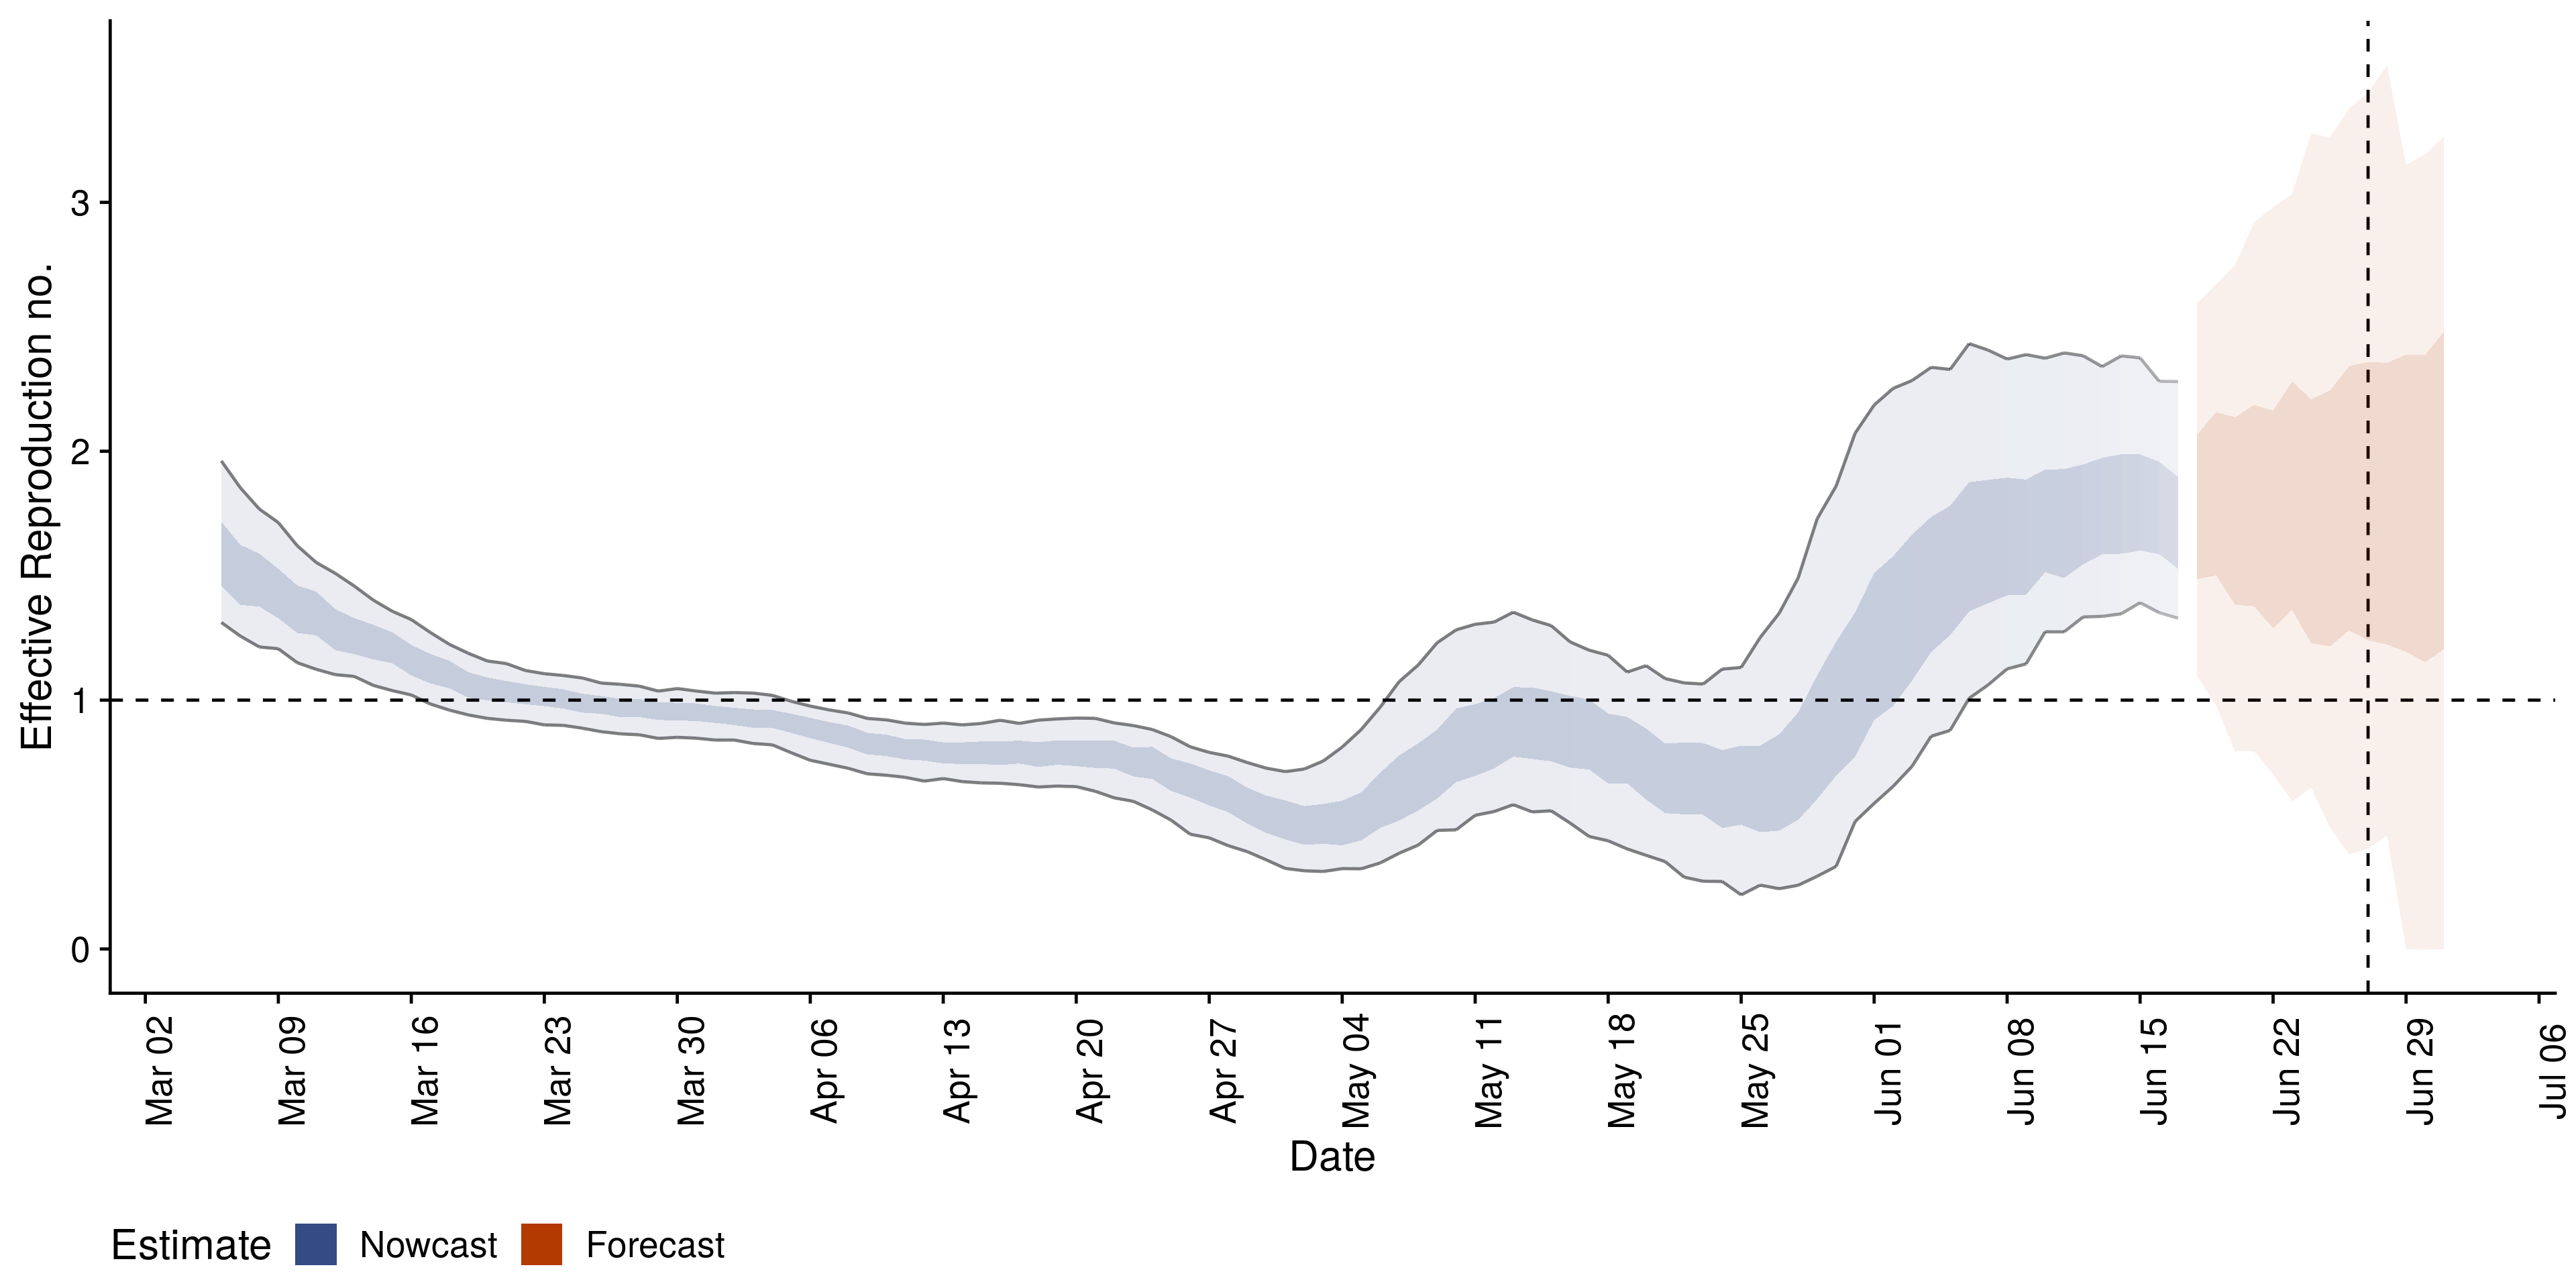 Effective Reproduction no.
3
2
1
0
Mar 02
Mar 09
Mar 16
Mar 23
Mar 30
Apr 06
Apr 13
Apr 20
Apr 27
May 04
May 11
May 18
May 25
Jun 01
Jun 08
Jun 15
Jun 22
Jun 29
Jul 06
Date
Estimate Nowcast Forecast